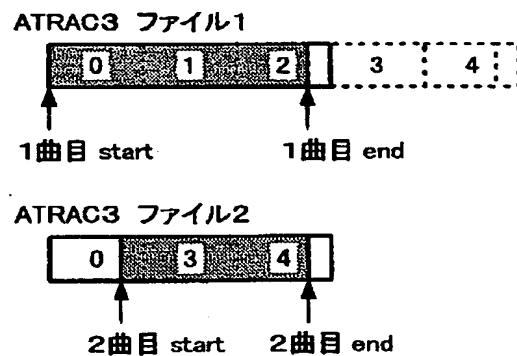 ATRAC3 ファイル1
0 1 2 3 4
1曲目 start 1曲目 end
ATRAC3 ファイル2
0 3 4
2曲目 start 2曲目 end